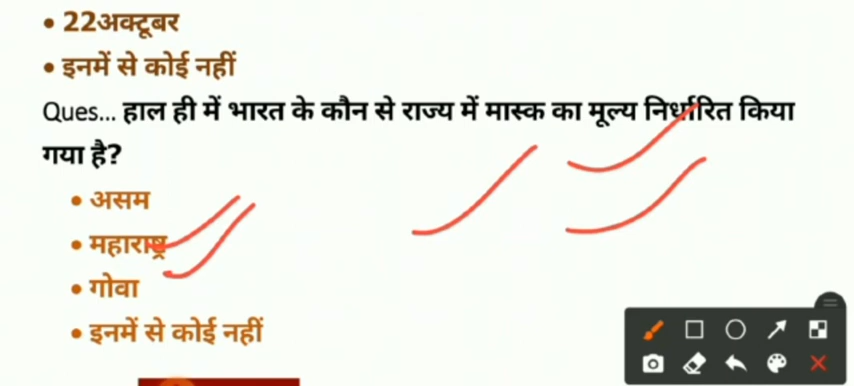 • 22अक्टूबर
• इनमें से कोई नहीं
Ques... हाल ही में भारत के कौन से राज्य में मास्क का मूल्य निर्धारित किया
गया है?
• असम
• महाराष्ट्र
• गोवा
• इनमें से कोई नहीं